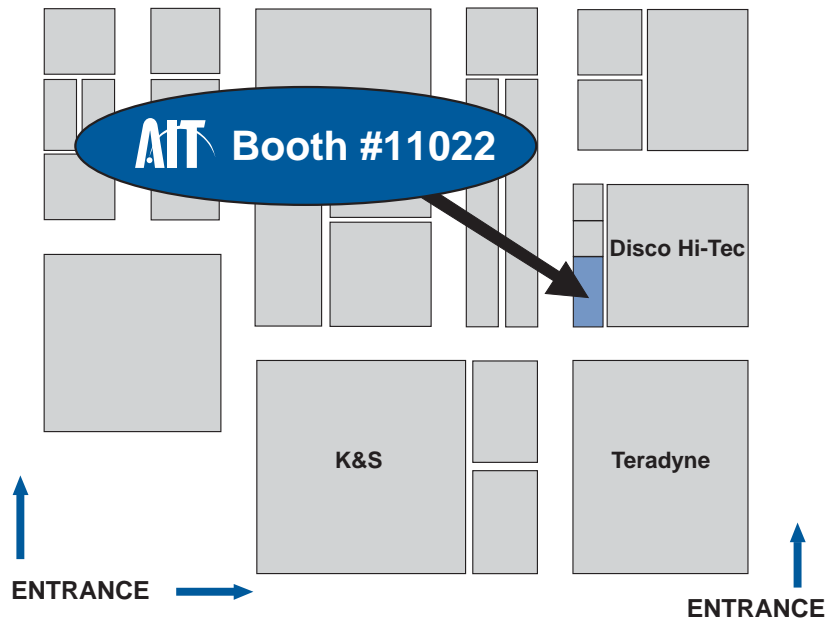 AIT Booth #11022
Disco Hi-Tec
K&S
Teradyne
ENTRANCE
ENTRANCE